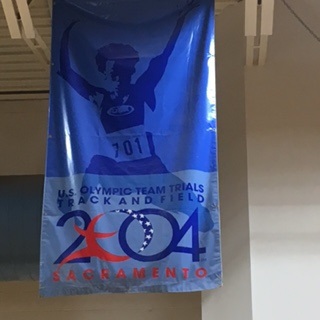 701
U.S. OLYMPIC TEAM TRIALS
TRACK AND FIELD
2004
SACRAMENTO